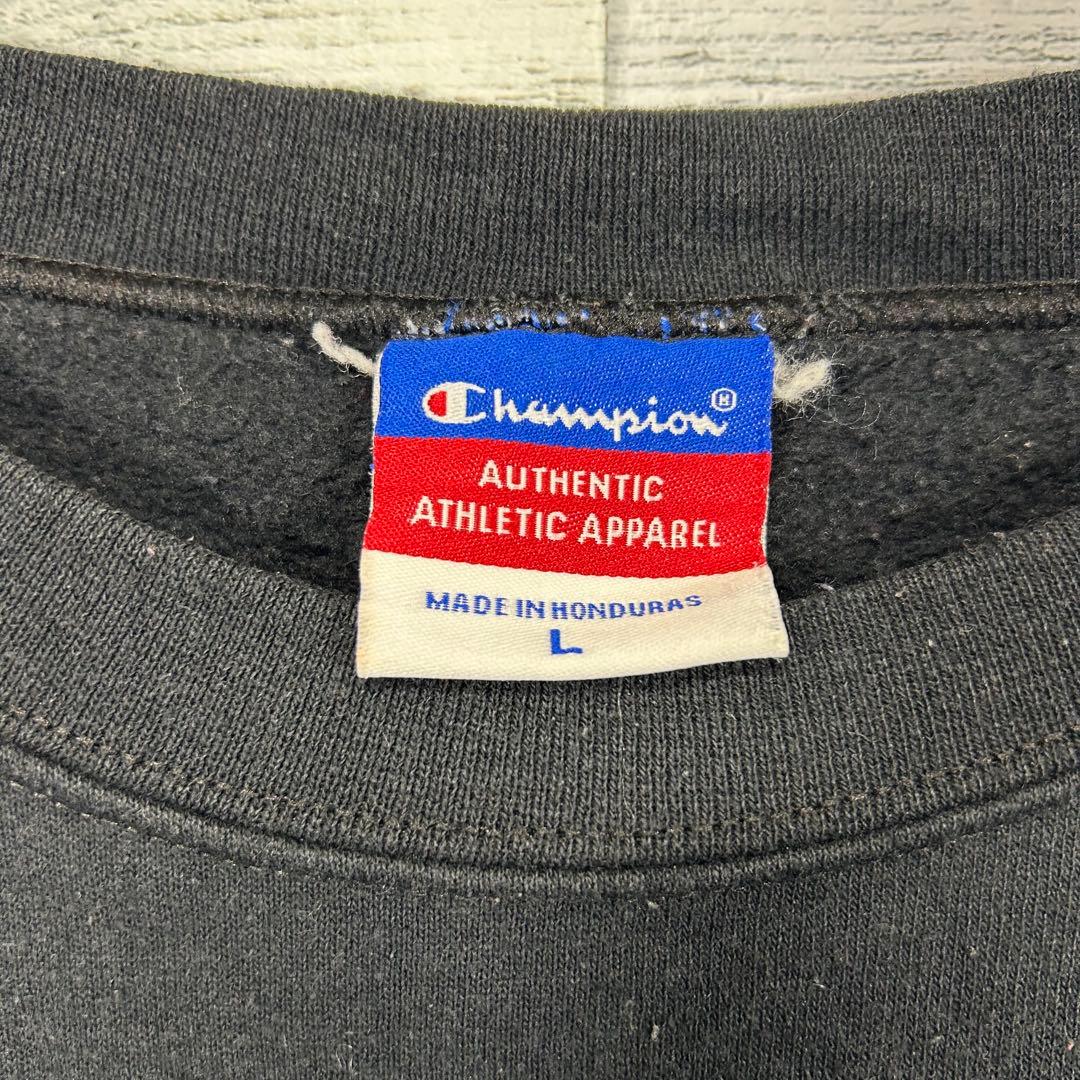 Champion®
AUTHENTIC
ATHLETIC APPAREL
MADE IN HONDURAS
L